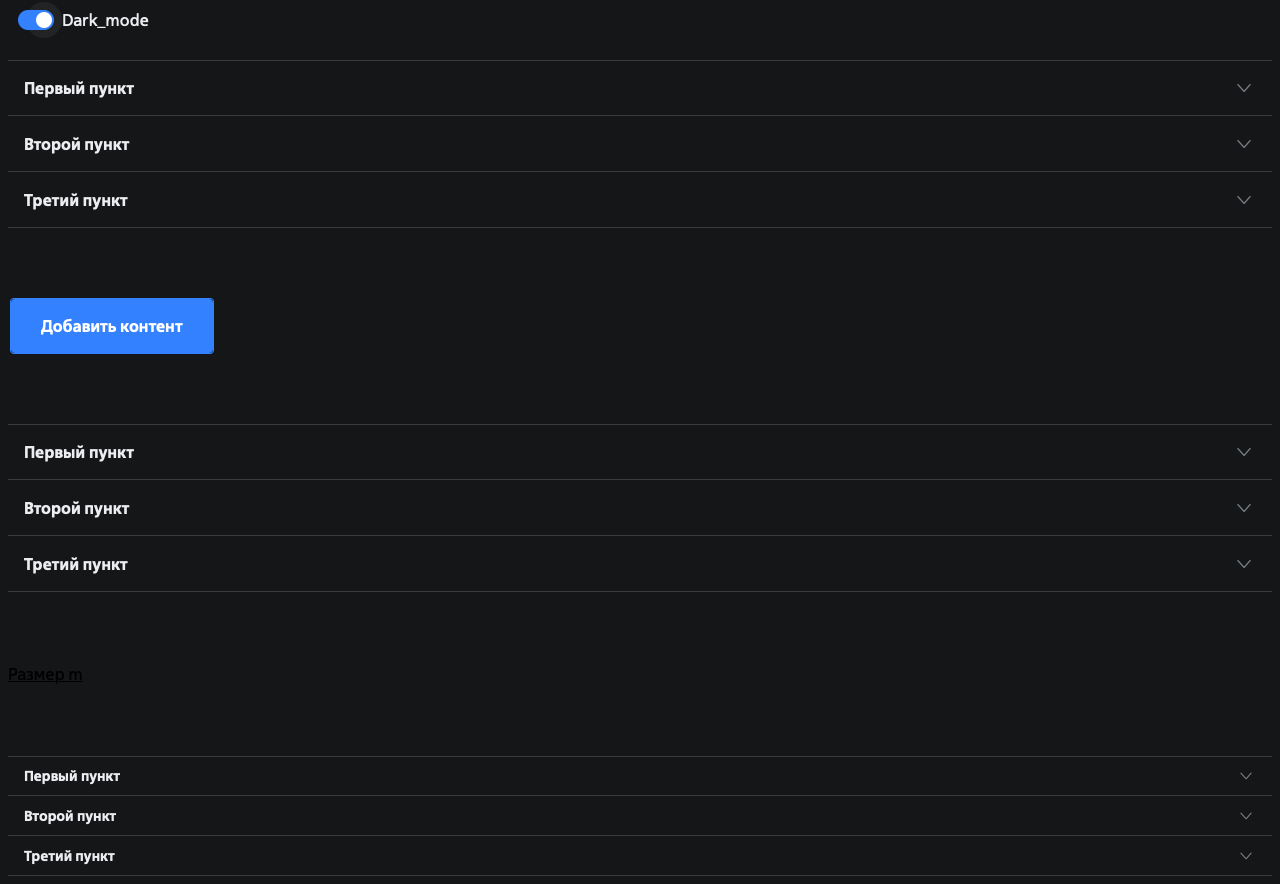 Dark_mode
Первый пункт
Второй пункт
Третий пункт
Добавить контент
Первый пункт
Второй пункт
Третий пункт
Размер m
Первый пункт
Второй пункт
Третий пункт